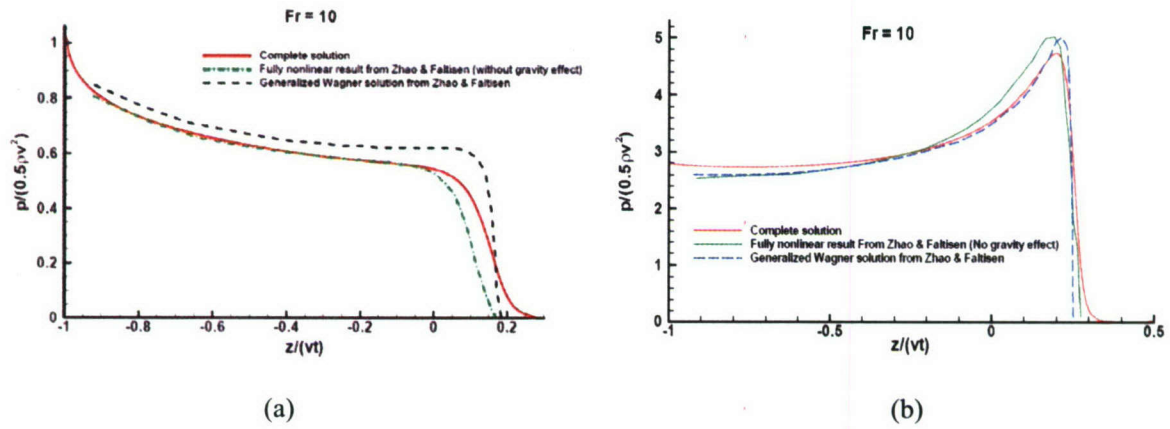 Fr = 10
Complete solution
Fully nonlinear result from Zhao & Faltisen (without gravity effect)
Generalized Wagner solution from Zhao & Faltisen
p/(0.5ρv²)
1
0.8
0.6
0.4
0.2
0
-1 -0.8 -0.6 -0.4 -0.2 0 0.2
z/(vt)
(a)
Fr = 10
p/(0.5ρv²)
5
4
3
2
1
0
Complete solution
Fully nonlinear result From Zhao & Faltisen (No gravity effect)
Generalized Wagner solution from Zhao & Faltisen
-1 -0.5 0 0.5
z/(vt)
(b)